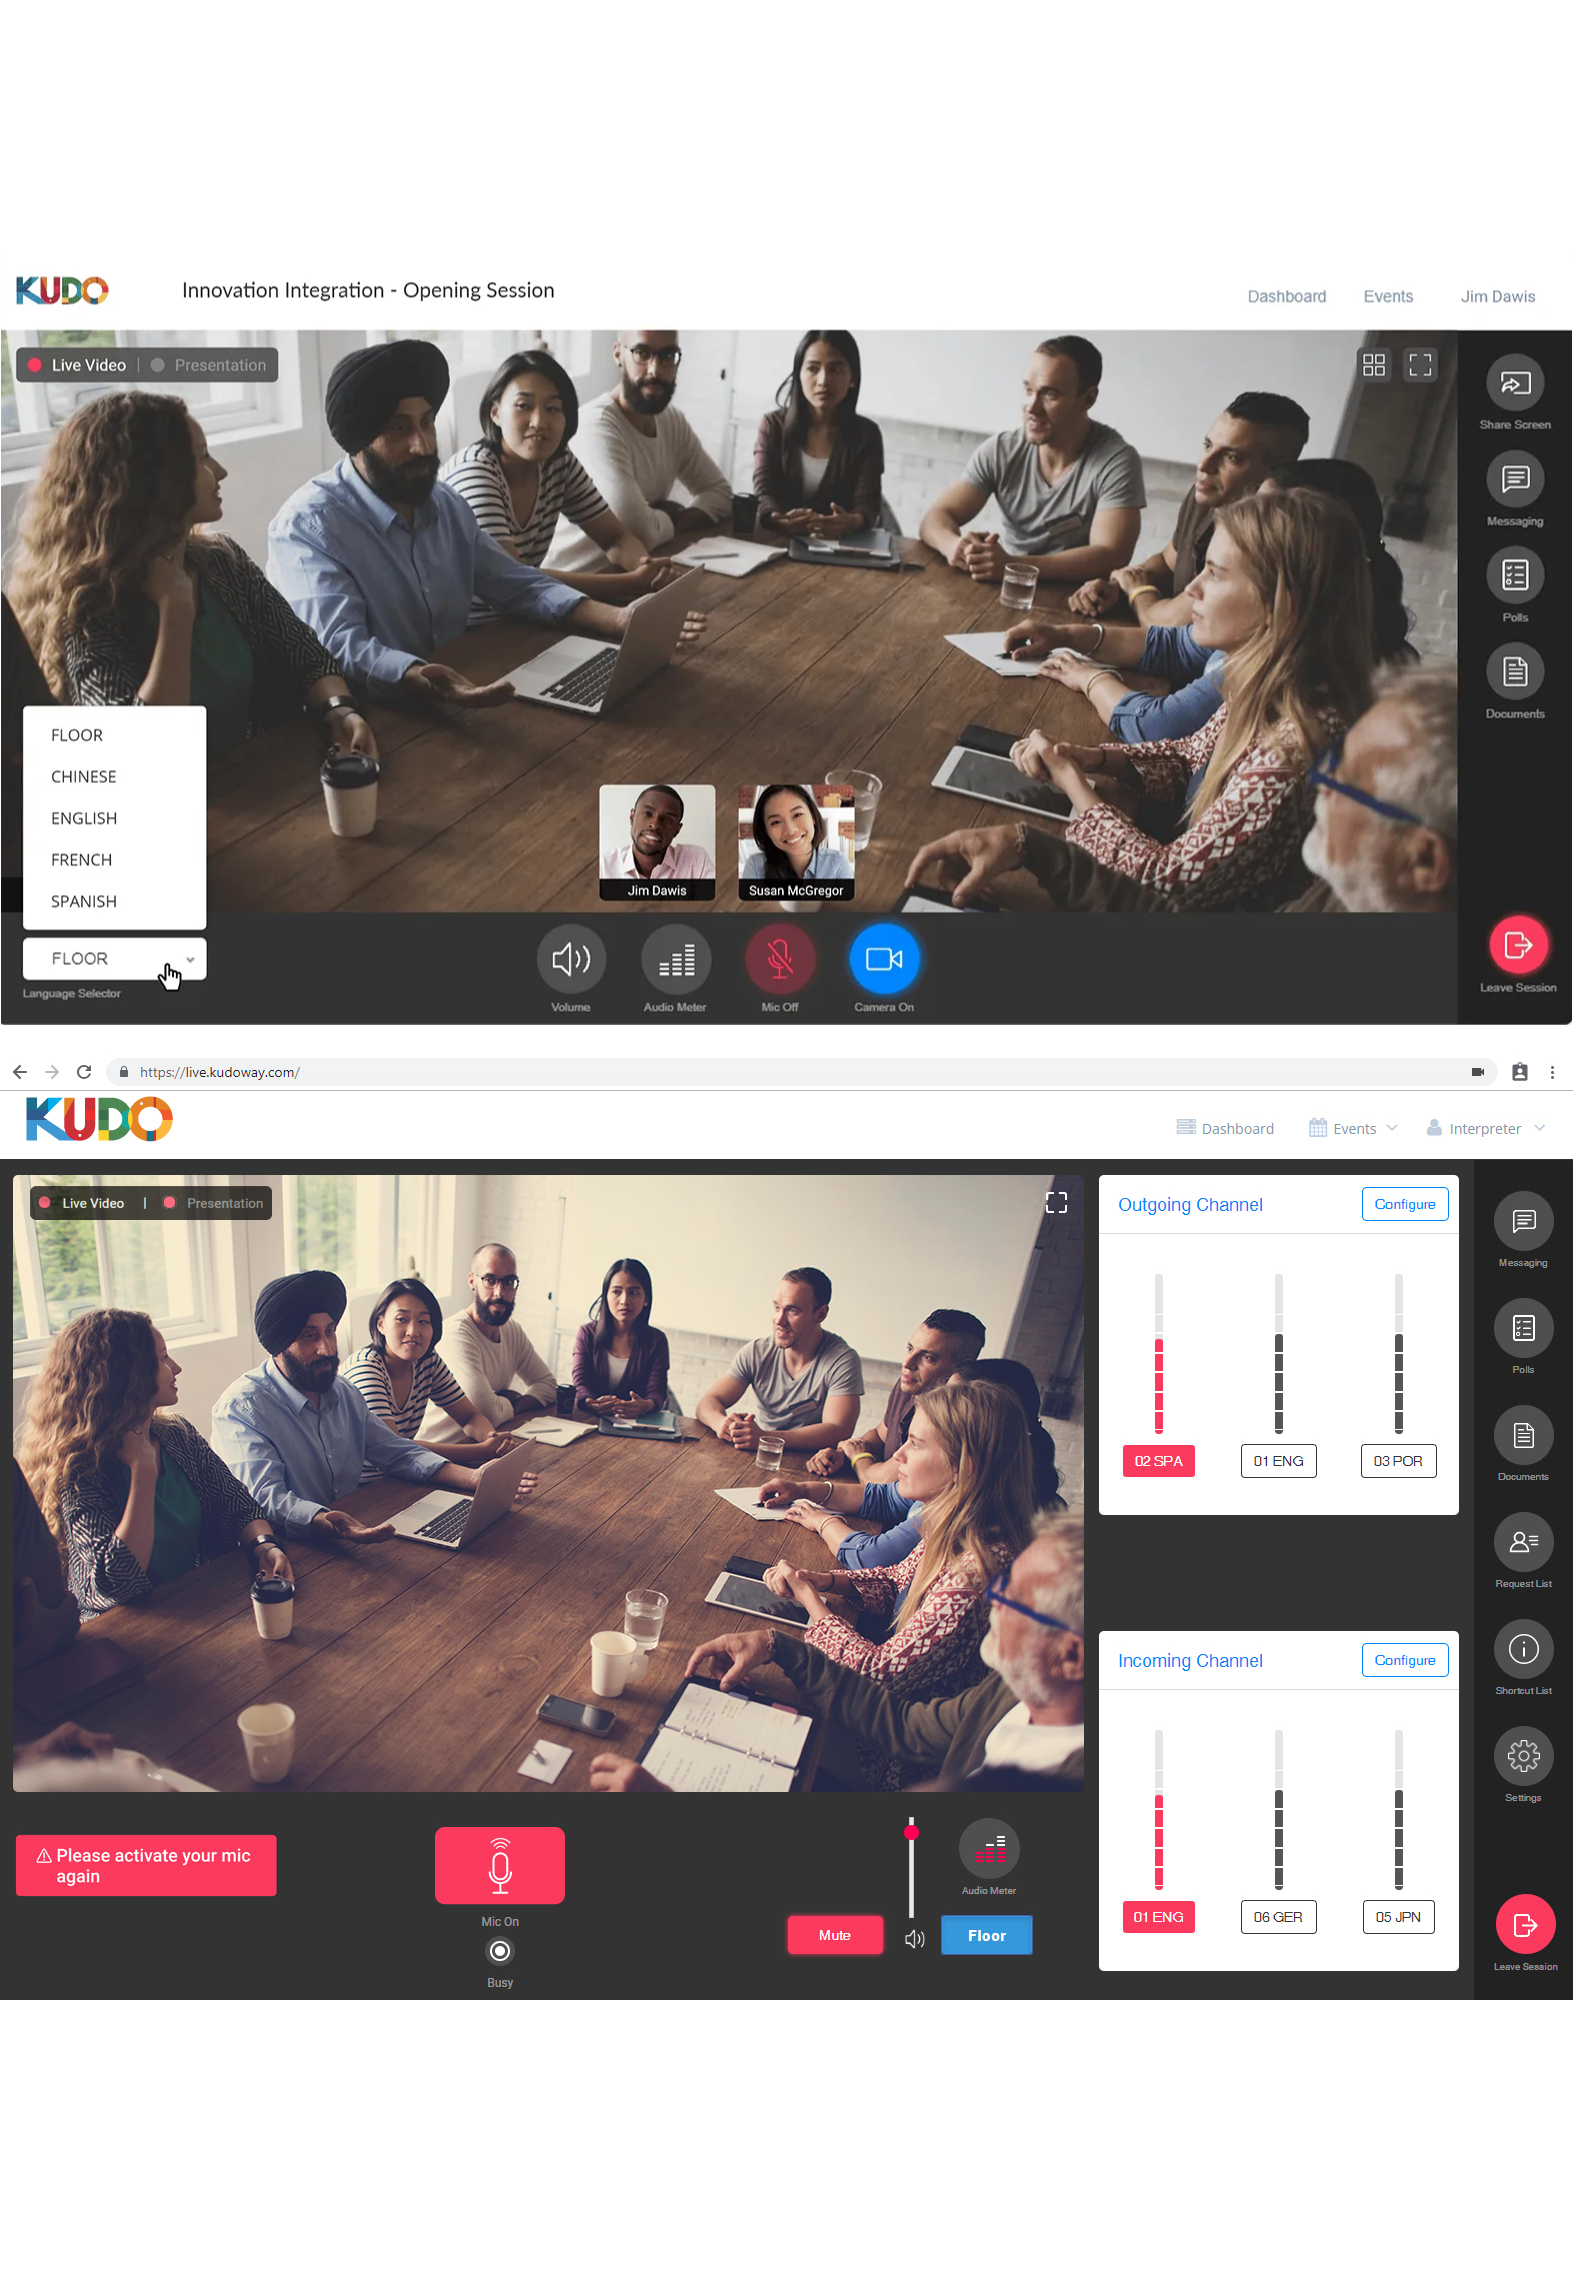 KUDO
Innovation Integration - Opening Session
Dashboard
Events
Jim Dawis
Live Video | Presentation
Share Screen
Messaging
Polls
Documents
FLOOR
CHINESE
ENGLISH
FRENCH
SPANISH
Jim Dawis
Susan McGregor
FLOOR
Language Selector
Volume
Audio Meter
Mic Off
Camera On
Leave Session
https://live.kudoway.com/
KUDO
Dashboard
Events
Interpreter
Live Video | Presentation
Outgoing Channel
Configure
02 SPA
01 ENG
03 POR
Incoming Channel
Configure
01 ENG
06 GER
05 JPN
Messaging
Polls
Documents
Request List
Shortcut List
Settings
Leave Session
Please activate your mic
again
Mic On
Busy
Mute
Audio Meter
Floor